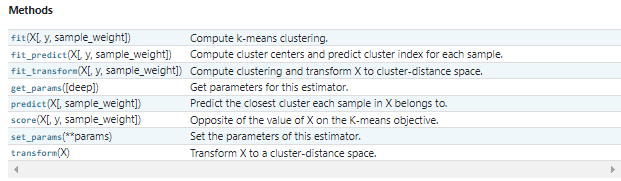 Methods
fit(X[, y, sample_weight]) Compute k-means clustering.
fit_predict(X[, y, sample_weight]) Compute cluster centers and predict cluster index for each sample.
fit_transform(X[, y, sample_weight]) Compute clustering and transform X to cluster-distance space.
get_params([deep]) Get parameters for this estimator.
predict(X[, sample_weight]) Predict the closest cluster each sample in X belongs to.
score(X[, y, sample_weight]) Opposite of the value of X on the K-means objective.
set_params(**params) Set the parameters of this estimator.
transform(X) Transform X to a cluster-distance space.